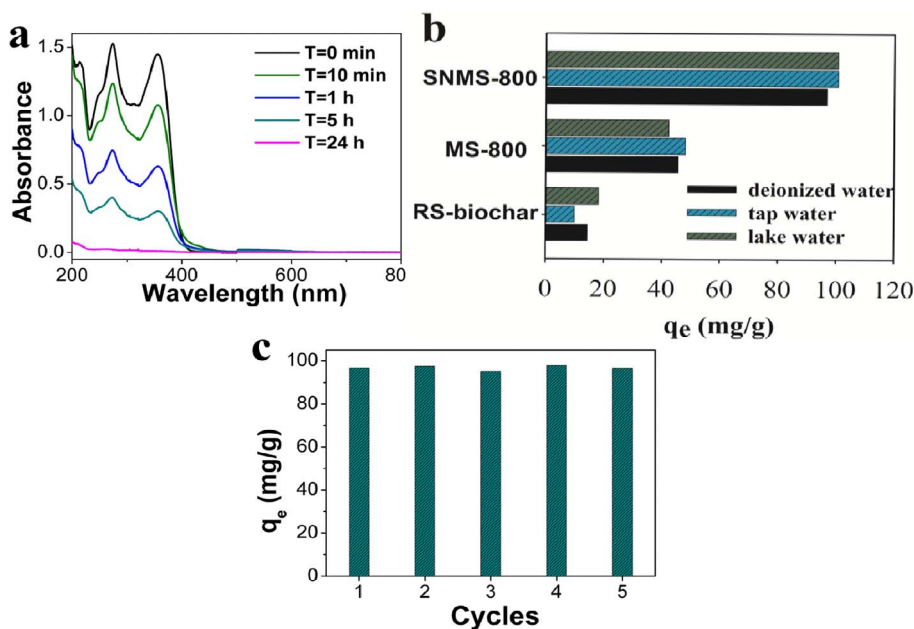 a
1.5
1.0
0.5
0.0
Absorbance
T=0 min
T=10 min
T=1 h
T=5 h
T=24 h
200
400
600
80
Wavelength (nm)
b
SNMS-800
MS-800
RS-biochar
deionized water
tap water
lake water
0
20
40
60
80
100
120
qe (mg/g)
c
100
80
60
40
20
0
qe (mg/g)
1
2
3
4
5
Cycles